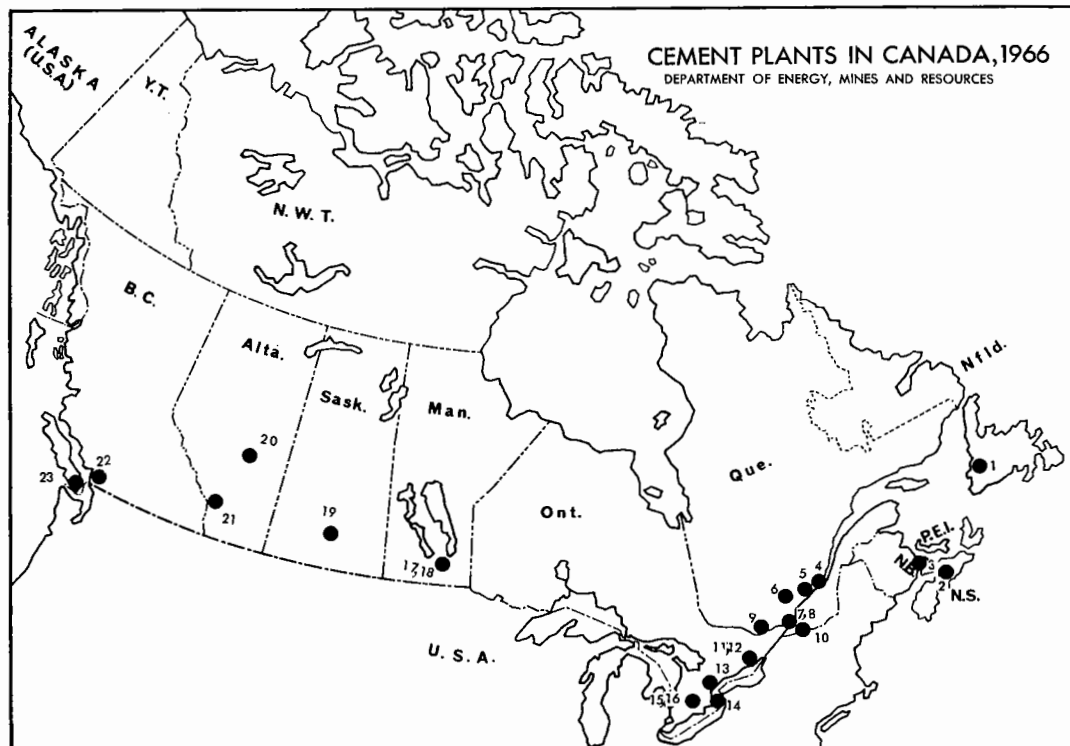 CEMENT PLANTS IN CANADA, 1966
DEPARTMENT OF ENERGY, MINES AND RESOURCES
ALASKA
(U.S.A.)
Y.T.
N.W.T.
B.C.
Alta.
Sask.
Man.
Ont.
Que.
Nfld.
P.E.I.
N.B.
N.S.
U.S.A.
1
2
3
4
5
6
7,8
9
10
11,12
13
14
15,16
17,18
19
20
21
22
23